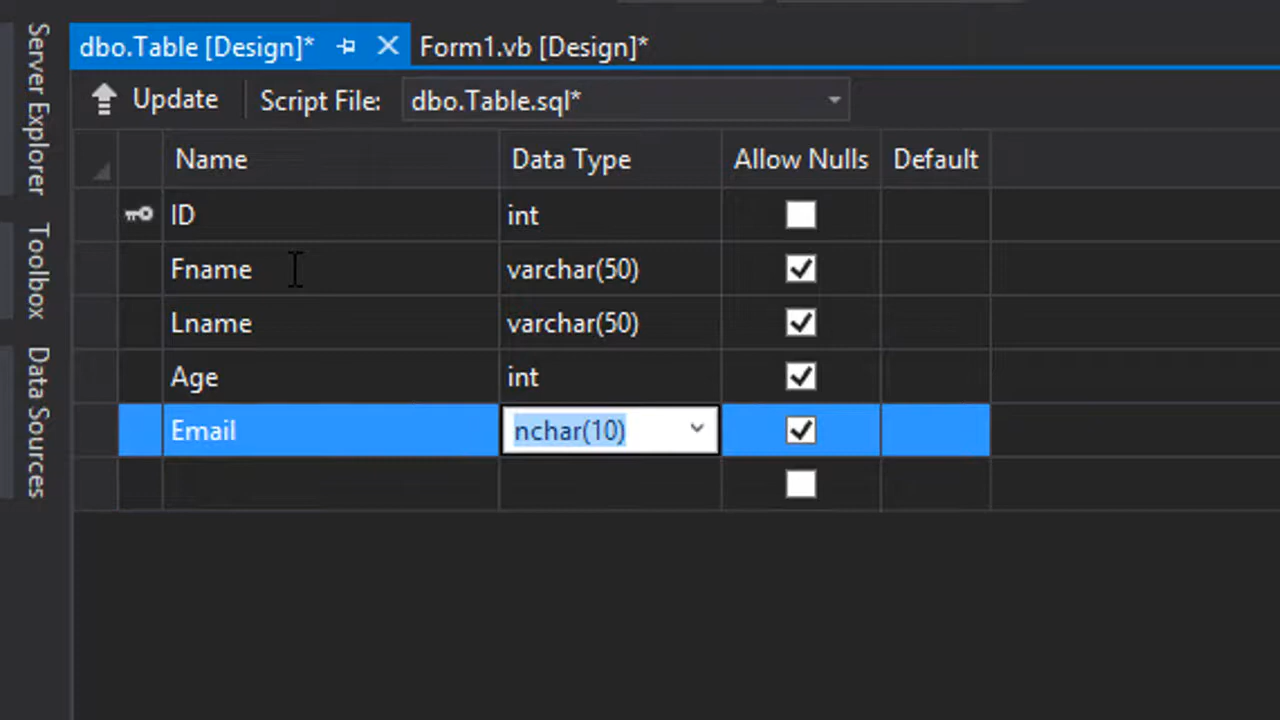 Server Explorer
Toolbox
Data Sources
dbo.Table [Design]*
Form1.vb [Design]*
Update
Script File:
dbo.Table.sql*
Name Data Type Allow Nulls Default
ID int
Fname varchar(50)
Lname varchar(50)
Age int
Email nchar(10)